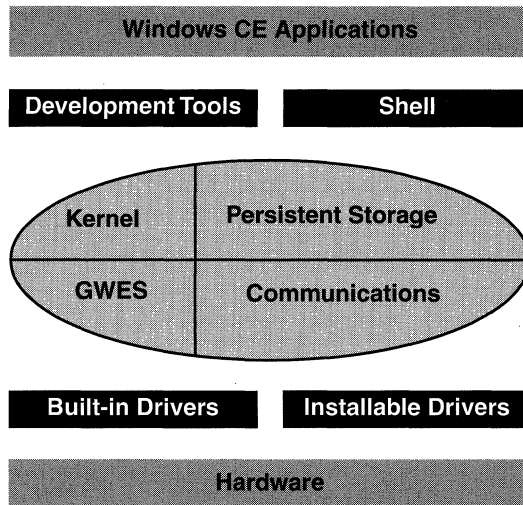 Windows CE Applications
Development Tools
Shell
Kernel
Persistent Storage
GWES
Communications
Built-in Drivers
Installable Drivers
Hardware